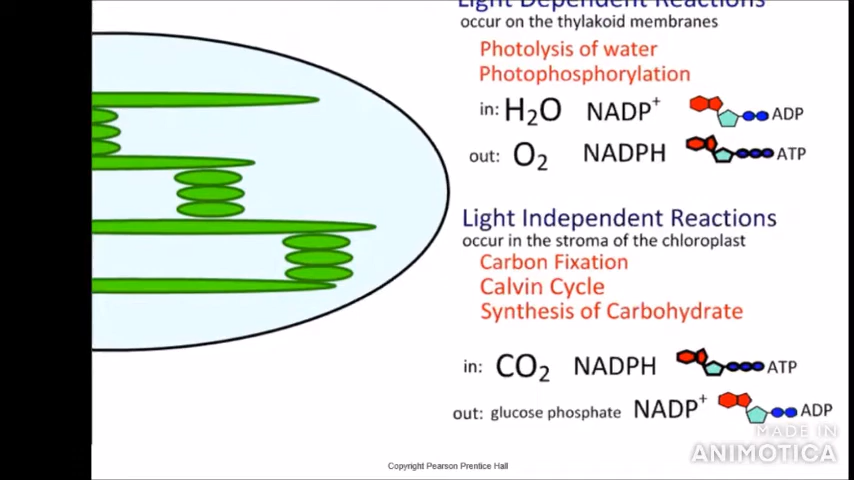 Light Dependent Reactions
occur on the thylakoid membranes
Photolysis of water
Photophosphorylation
in: H₂O NADP⁺ ADP
out: O₂ NADPH ATP
Light Independent Reactions
occur in the stroma of the chloroplast
Carbon Fixation
Calvin Cycle
Synthesis of Carbohydrate
in: CO₂ NADPH ATP
out: glucose phosphate NADP⁺ ADP
MADE IN
ANIMOTICA
Copyright Pearson Prentice Hall